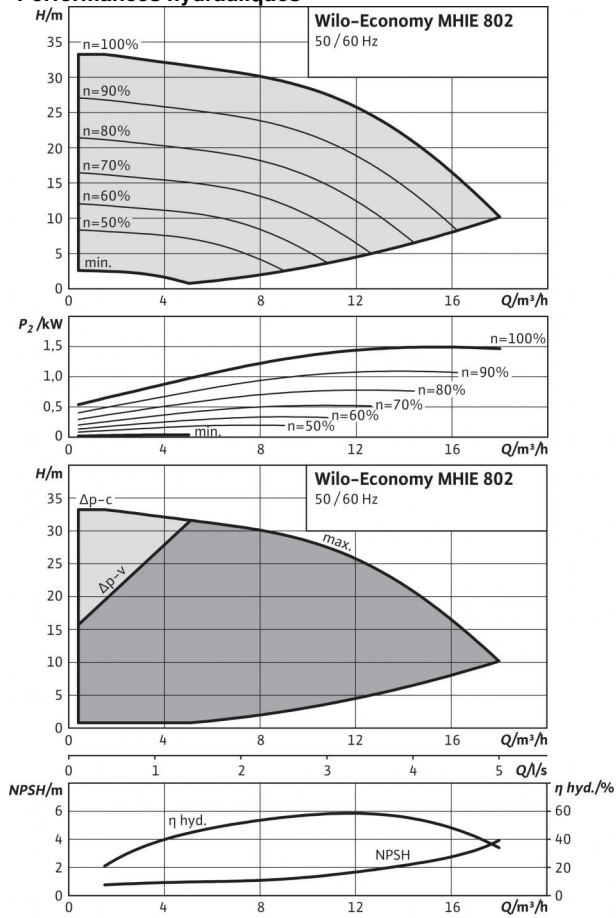 Performances hydrauliques
H/m
Wilo-Economy MHIE 802
50/60 Hz
35
30
25
20
15
10
5
0
n=100%
n=90%
n=80%
n=70%
n=60%
n=50%
min.
0 4 8 12 16 Q/m³/h
P₂/kW
1,5
1,0
0,5
0
n=100%
n=90%
n=80%
n=70%
n=60%
n=50%
min.
0 4 8 12 16 Q/m³/h
H/m
Wilo-Economy MHIE 802
50/60 Hz
35
30
25
20
15
10
5
0
Δp-c
Δp-v
max.
0 4 8 12 16 Q/m³/h
0 1 2 3 4 5 Q/l/s
NPSH/m
η hyd./%
6
4
2
0
η hyd.
NPSH
60
40
20
0
0 4 8 12 16 Q/m³/h